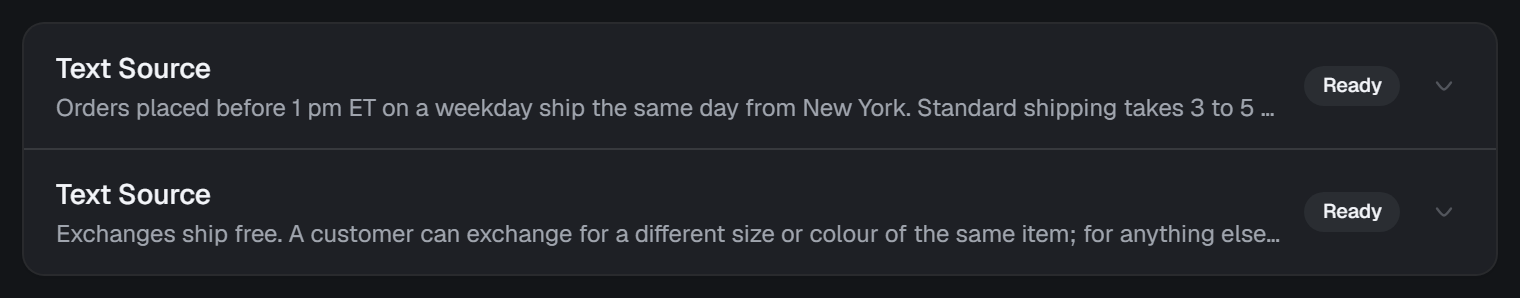 Text Source
Orders placed before 1 pm ET on a weekday ship the same day from New York. Standard shipping takes 3 to 5 ...
Ready
Text Source
Exchanges ship free. A customer can exchange for a different size or colour of the same item; for anything else...
Ready